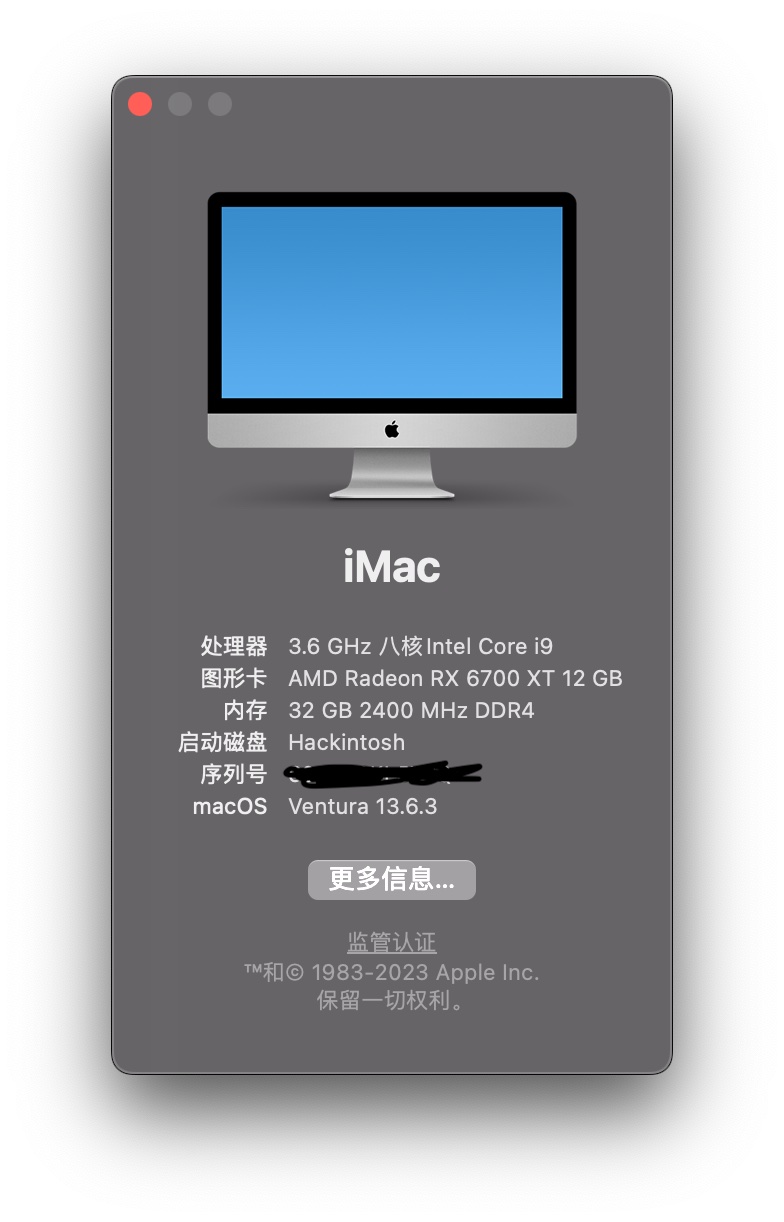 iMac
处理器 3.6 GHz 八核Intel Core i9
图形卡 AMD Radeon RX 6700 XT 12 GB
内存 32 GB 2400 MHz DDR4
启动磁盘 Hackintosh
序列号
macOS Ventura 13.6.3
更多信息...
监管认证
™和© 1983-2023 Apple Inc.
保留一切权利。